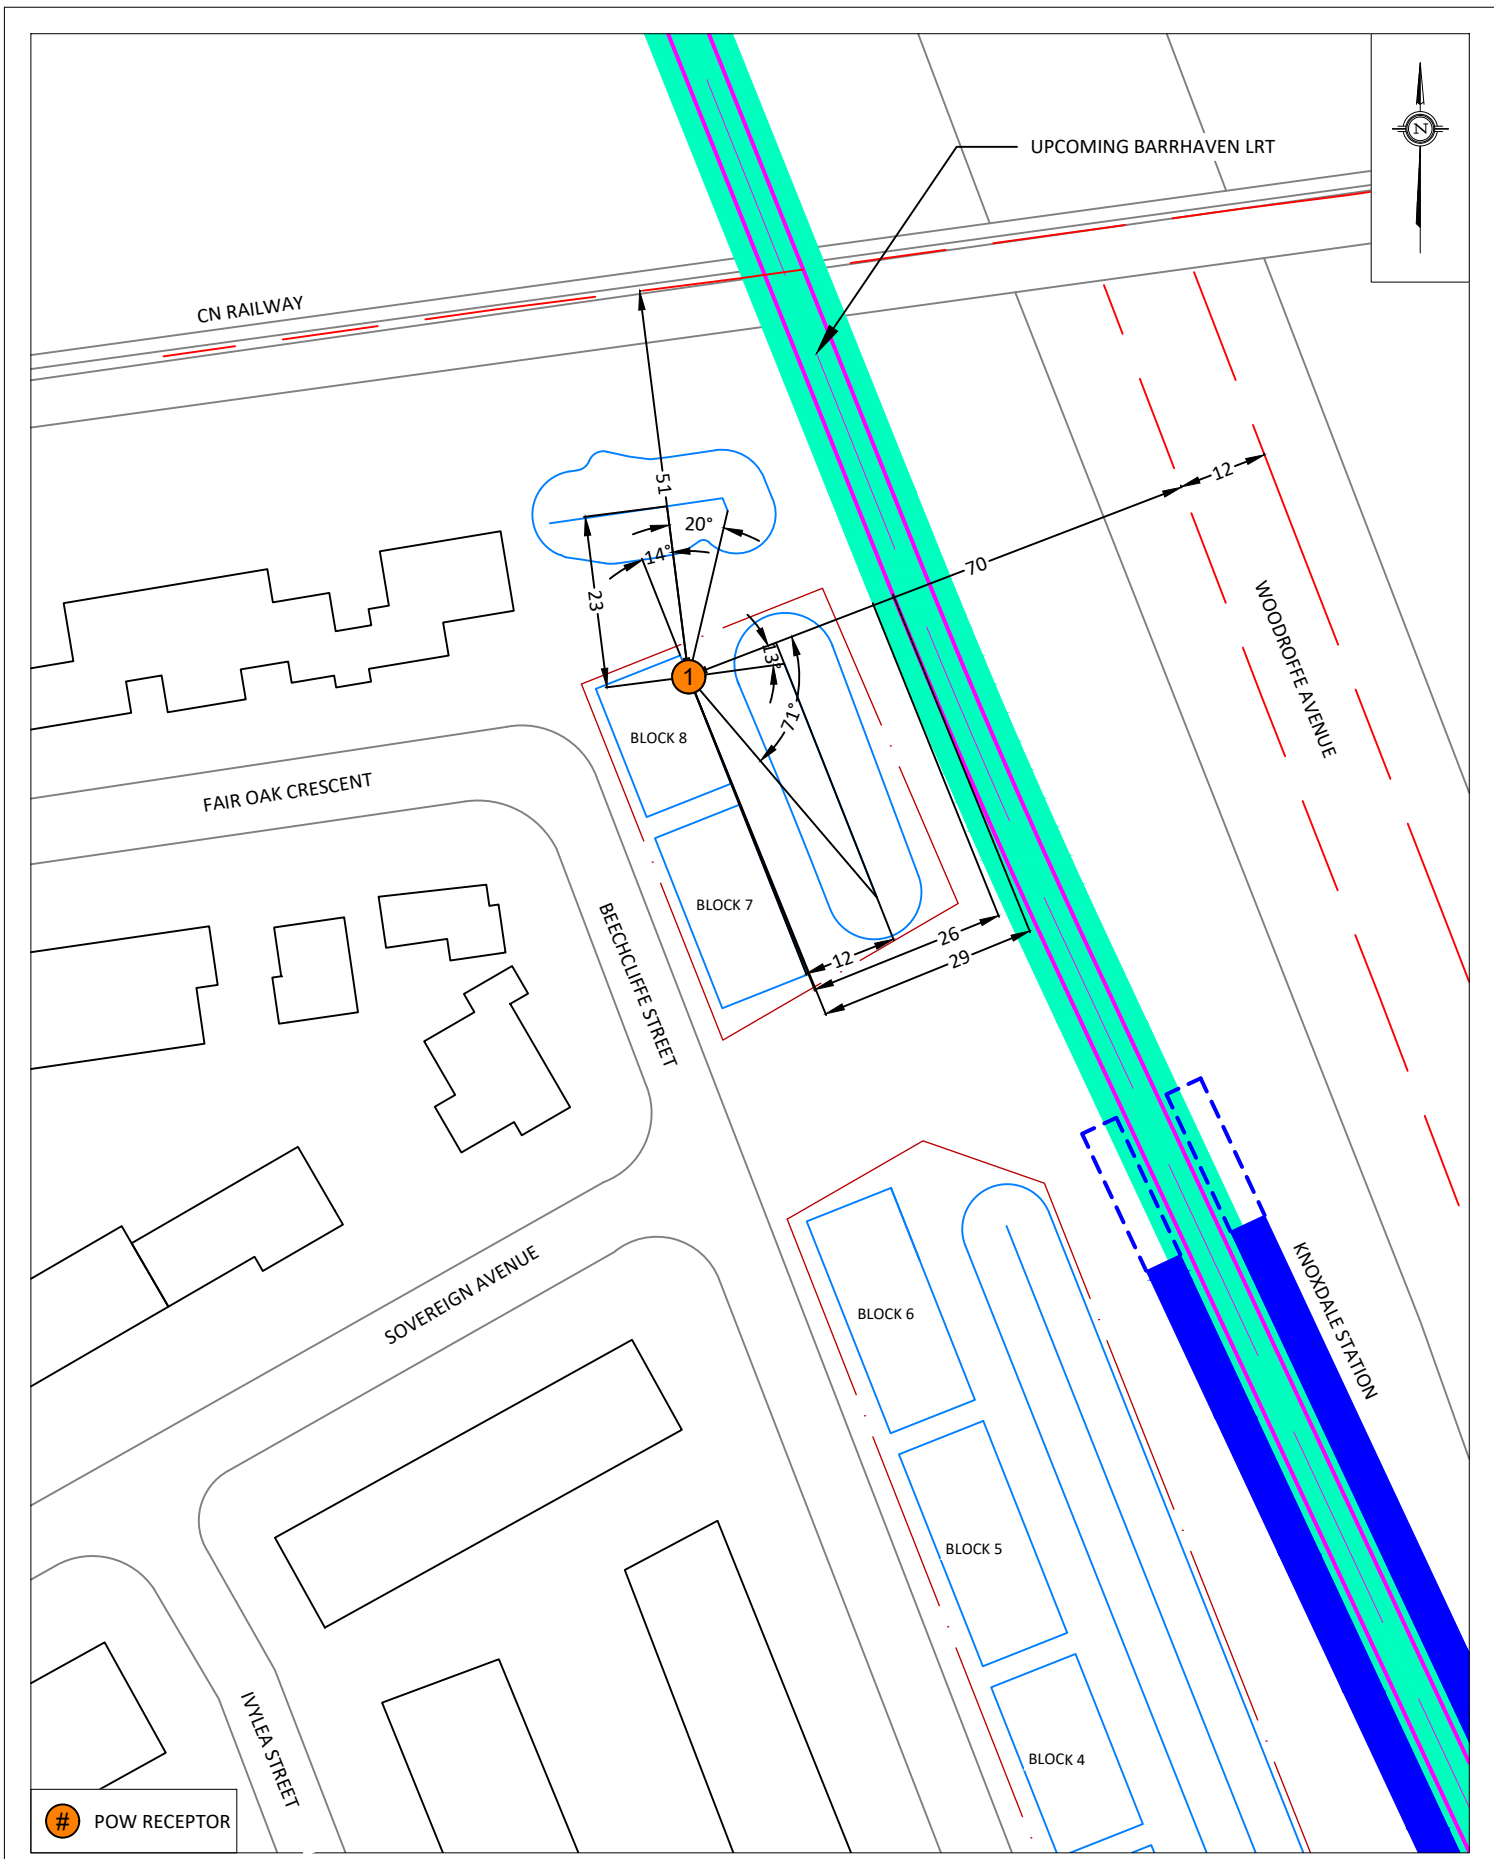 N
UPCOMING BARRHAVEN LRT
CN RAILWAY
51
12
20°
14°
70
23
WOODROFFE AVENUE
13°
1
71°
BLOCK 8
FAIR OAK CRESCENT
BLOCK 7
BEECHCLIFFE STREET
26
12
29
KNOXDALE STATION
SOVEREIGN AVENUE
BLOCK 6
BLOCK 5
IVYLEA STREET
BLOCK 4
# POW RECEPTOR